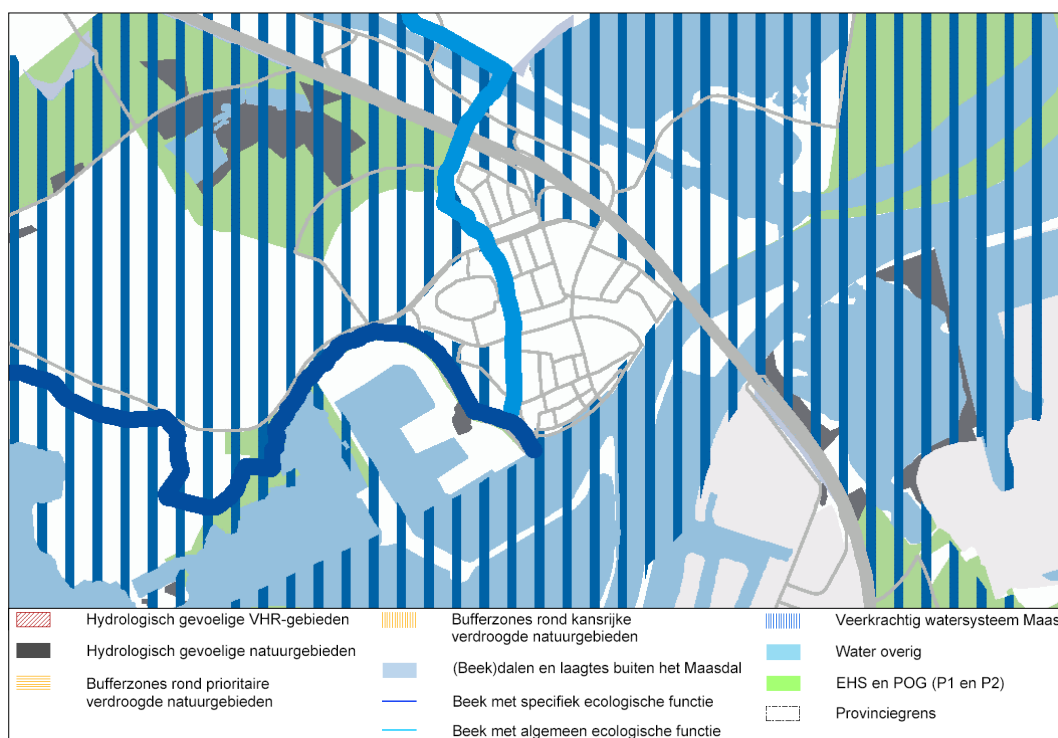 Hydrologisch gevoelige VHR-gebieden
Hydrologisch gevoelige natuurgebieden
Bufferzones rond prioritaire
verdroogde natuurgebieden
Bufferzones rond kansrijke
verdroogde natuurgebieden
(Beek)dalen en laagtes buiten het Maasdal
Beek met specifiek ecologische functie
Beek met algemeen ecologische functie
Veerkrachtig watersysteem Maas
Water overig
EHS en POG (P1 en P2)
Provinciegrens